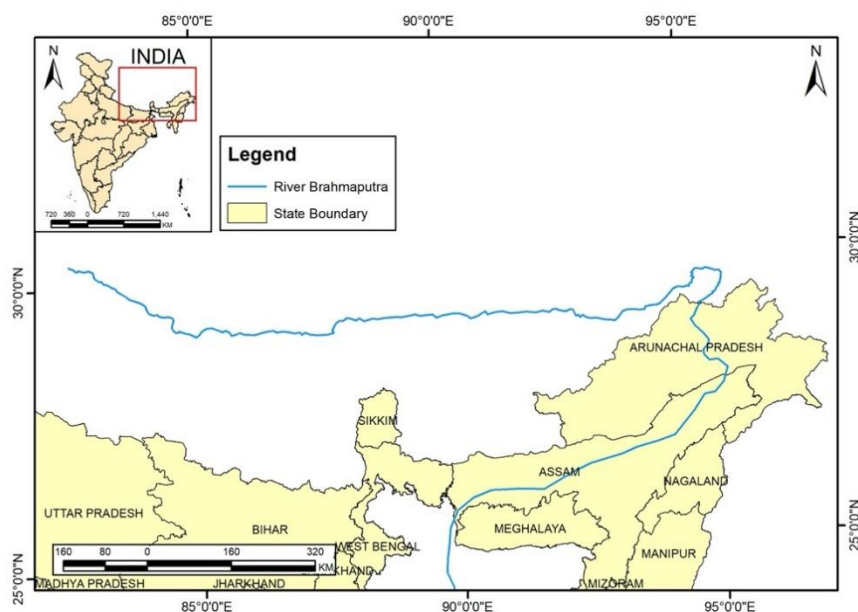 85°0'0"E 90°0'0"E 95°0'0"E
N
INDIA
N
720 360 0 720 1,440
KM
Legend
River Brahmaputra
State Boundary
30°0'0"N
30°0'0"N
ARUNACHAL PRADESH
SIKKIM
ASSAM
NAGALAND
UTTAR PRADESH
BIHAR
MEGHALAYA
WEST BENGAL
MANIPUR
160 80 0 160 320
KM
25°0'0"N
25°0'0"N
MADHYA PRADESH
JHARKHAND
MIZORAM
85°0'0"E 90°0'0"E 95°0'0"E